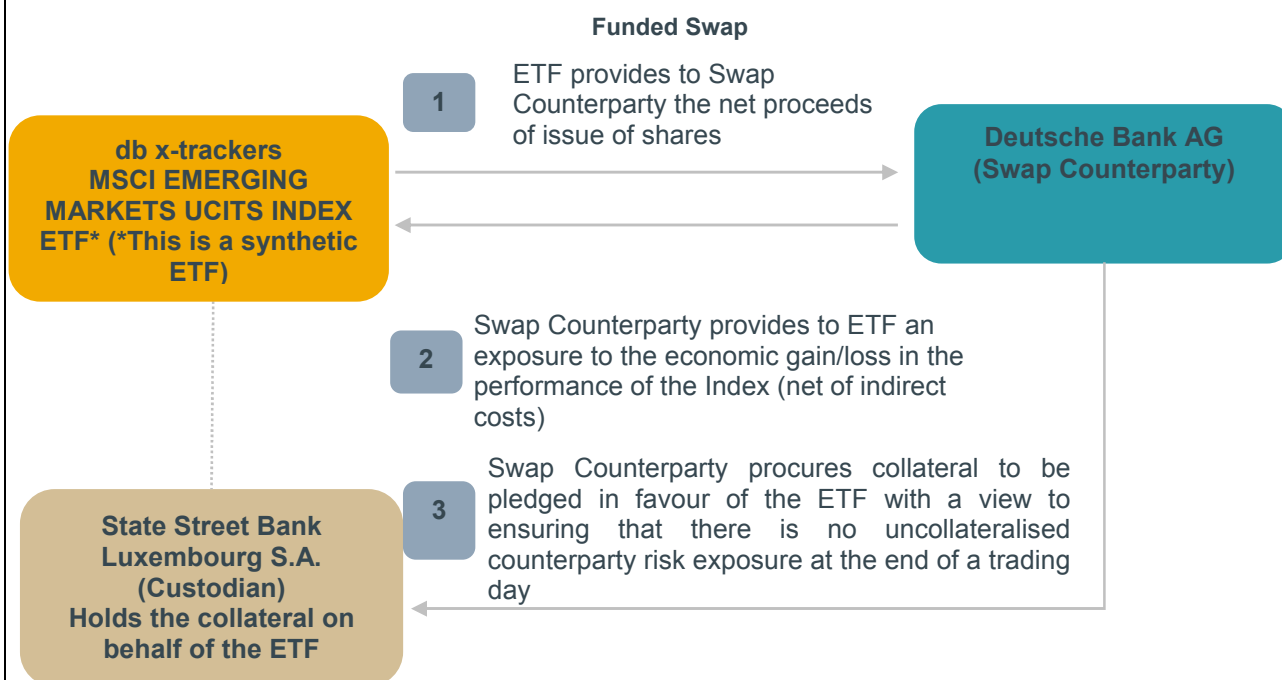 Funded Swap
1
ETF provides to Swap
Counterparty the net proceeds
of issue of shares
db x-trackers
MSCI EMERGING
MARKETS UCITS INDEX
ETF* (*This is a synthetic
ETF)
Deutsche Bank AG
(Swap Counterparty)
2
Swap Counterparty provides to ETF an
exposure to the economic gain/loss in the
performance of the Index (net of indirect
costs)
3
Swap Counterparty procures collateral to be
pledged in favour of the ETF with a view to
ensuring that there is no uncollateralised
counterparty risk exposure at the end of a trading
day
State Street Bank
Luxembourg S.A.
(Custodian)
Holds the collateral on
behalf of the ETF